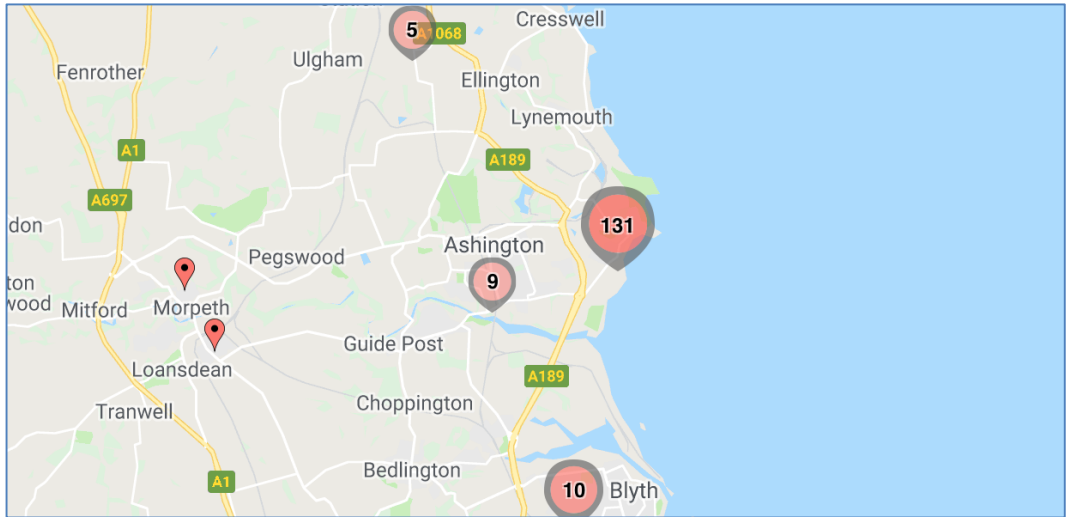 Cresswell
5
A1068
Ulgham
Fenrother
Ellington
Lynemouth
A1
A189
A697
131
don
Ashington
Pegswood
9
ton
wood
Mitford
Morpeth
Guide Post
Loansdean
A189
Choppington
Tranwell
Bedlington
A1
10
Blyth